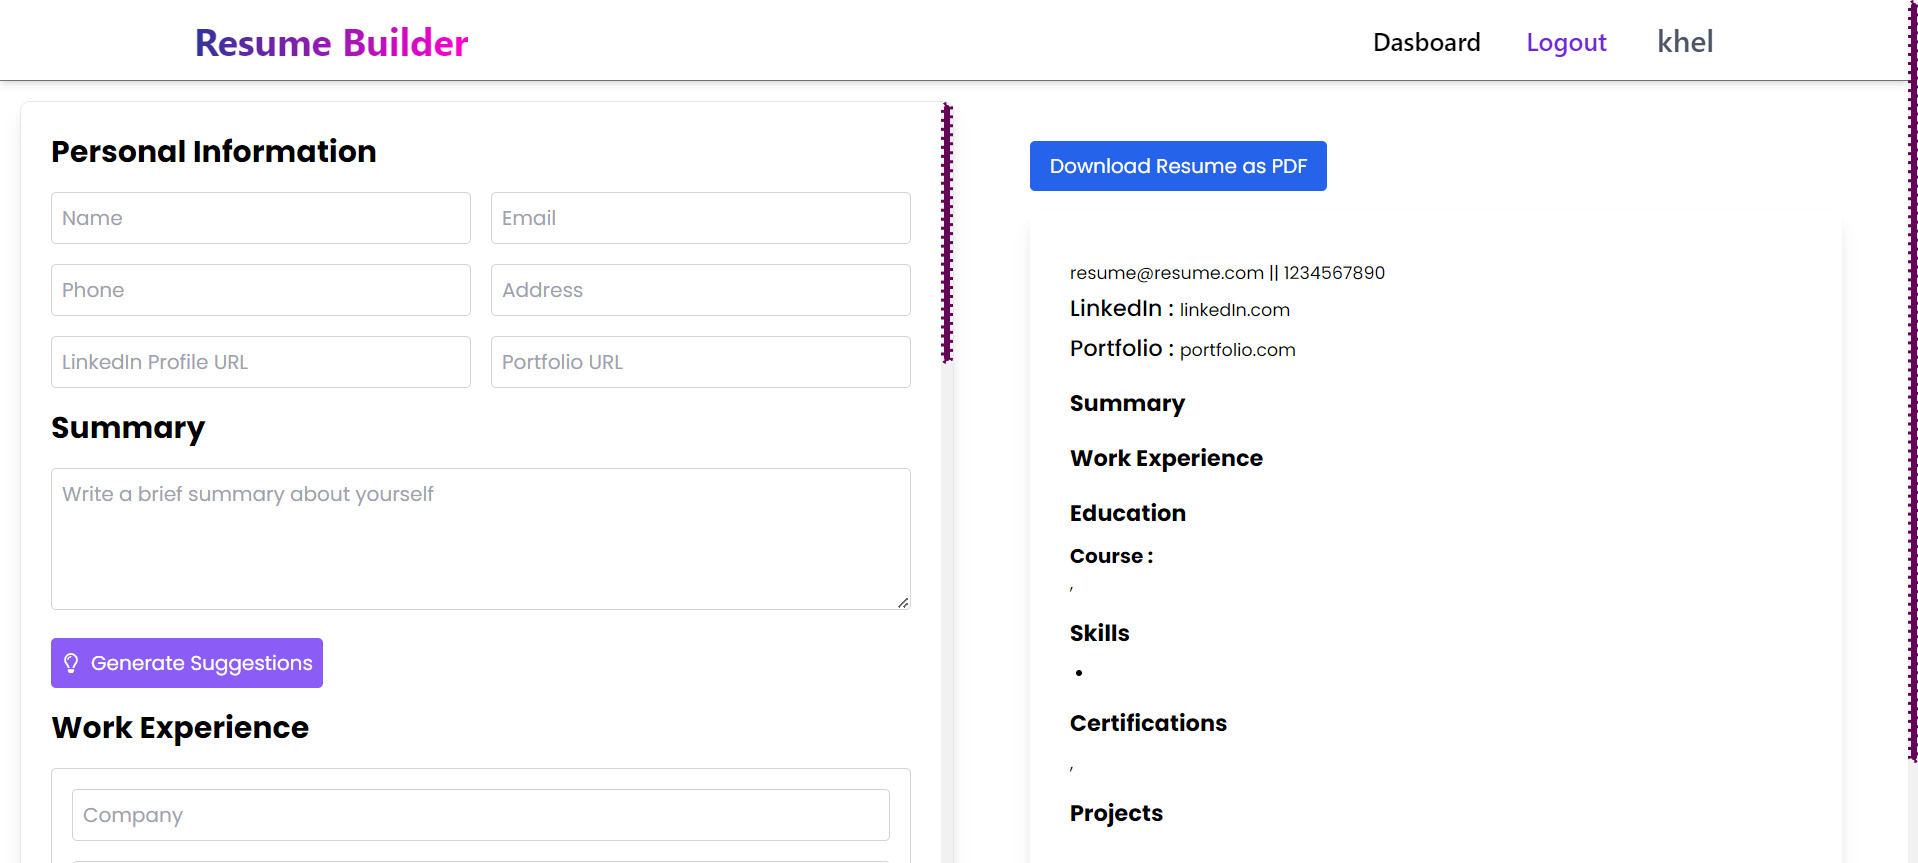 Resume Builder
Dasboard
Logout
khel
Personal Information
Name
Email
Phone
Address
LinkedIn Profile URL
Portfolio URL
Summary
Write a brief summary about yourself
Generate Suggestions
Work Experience
Company
Download Resume as PDF
resume@resume.com || 1234567890
LinkedIn : linkedIn.com
Portfolio : portfolio.com
Summary
Work Experience
Education
Course :
,
Skills
•
Certifications
,
Projects